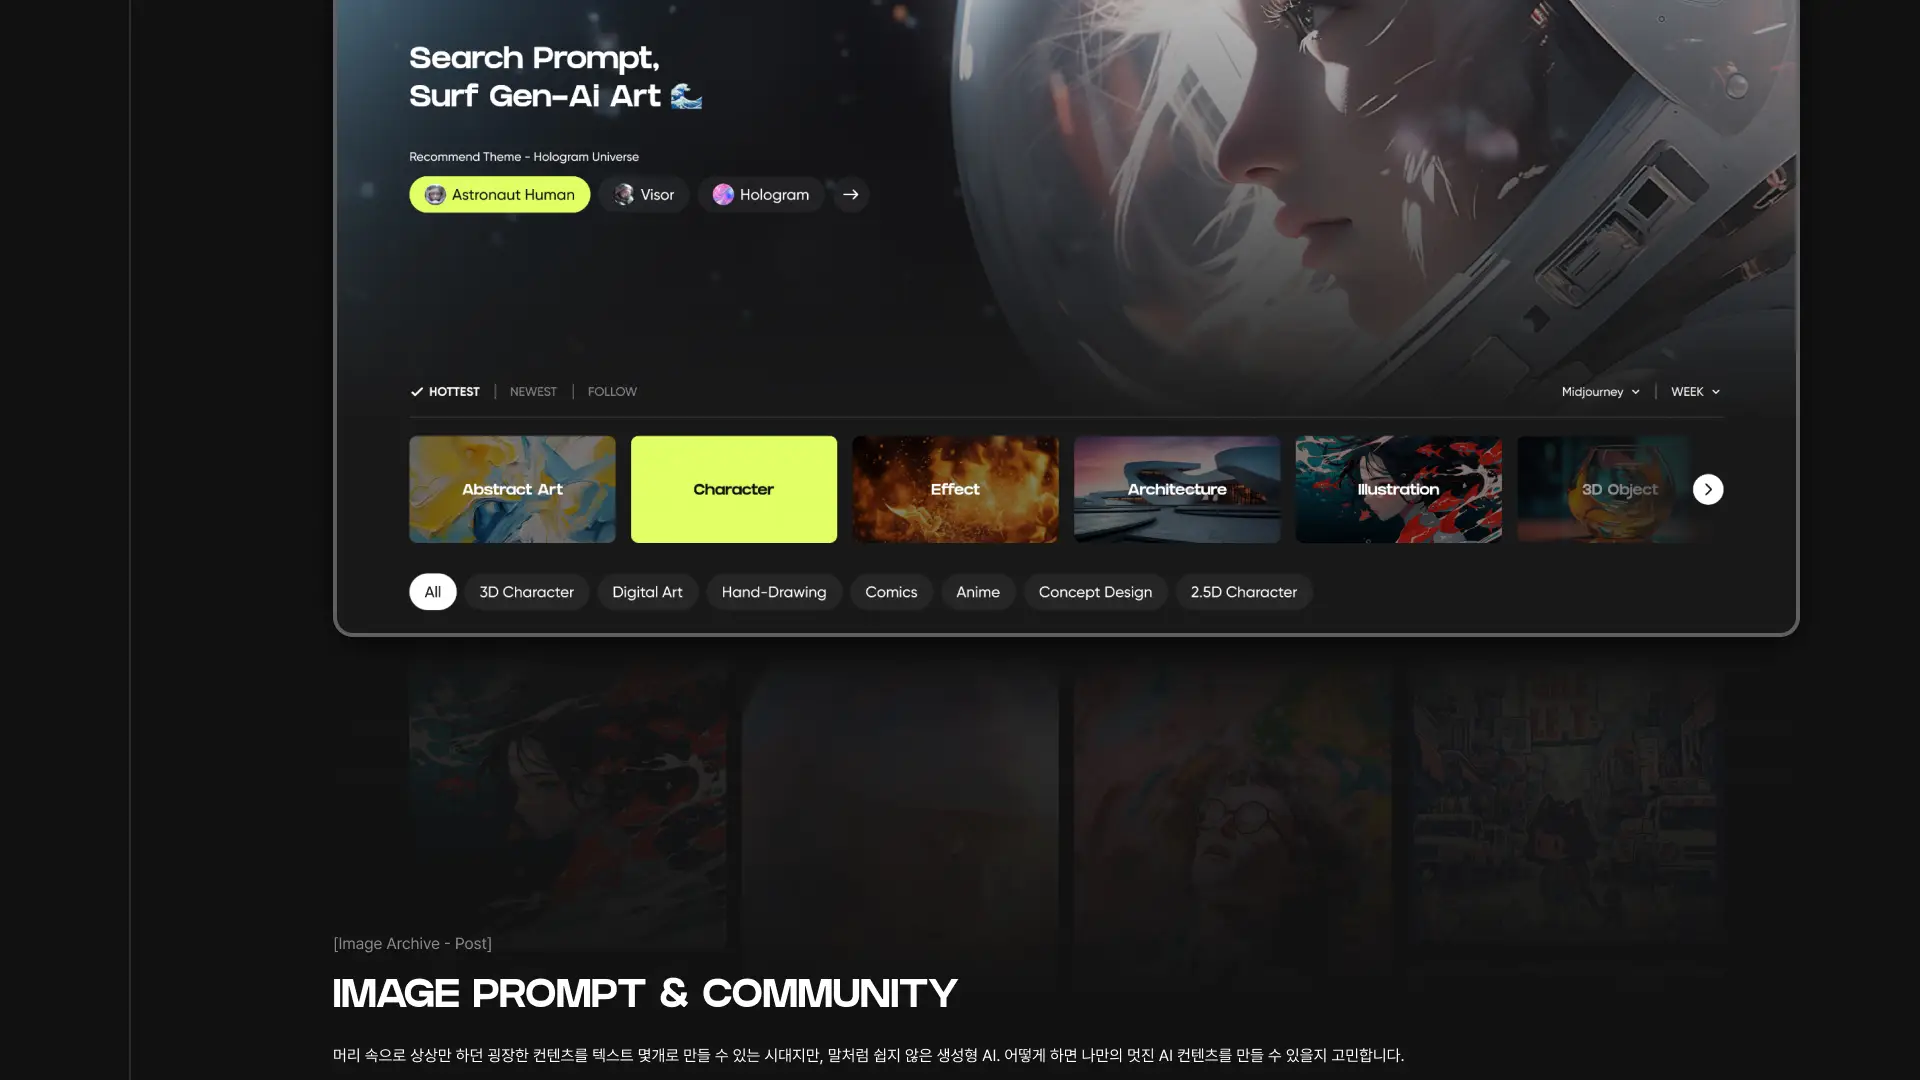 Search Prompt,
Surf Gen-Ai Art 🌊
Recommend Theme - Hologram Universe
Astronaut Human
Visor
Hologram
HOTTEST
NEWEST
FOLLOW
Midjourney
WEEK
Abstract Art
Character
Effect
Architecture
Illustration
3D Object
All
3D Character
Digital Art
Hand-Drawing
Comics
Anime
Concept Design
2.5D Character
[Image Archive - Post]
IMAGE PROMPT & COMMUNITY
머리 속으로 상상만 하던 굉장한 컨텐츠를 텍스트 몇개로 만들 수 있는 시대지만, 말처럼 쉽지 않은 생성형 AI. 어떻게 하면 나만의 멋진 AI 컨텐츠를 만들 수 있을지 고민합니다.